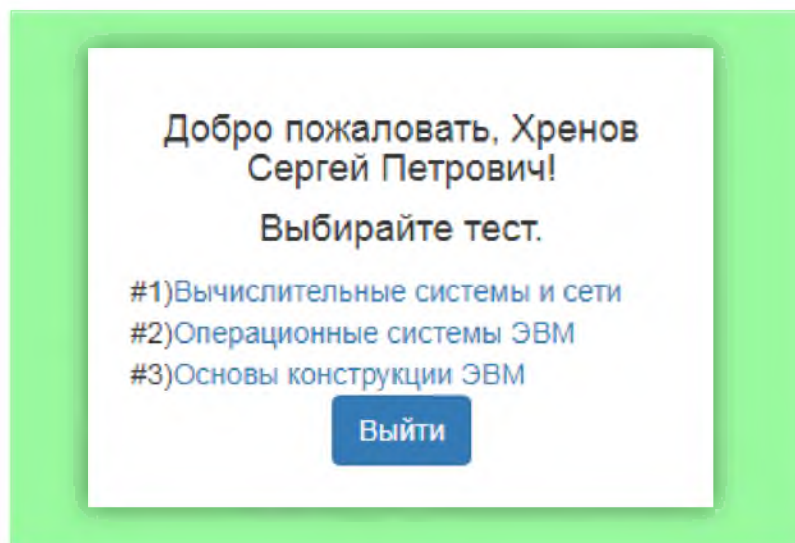 Добро пожаловать, Хренов
Сергей Петрович!
Выбирайте тест.
#1)Вычислительные системы и сети
#2)Операционные системы ЭВМ
#3)Основы конструкции ЭВМ
Выйти